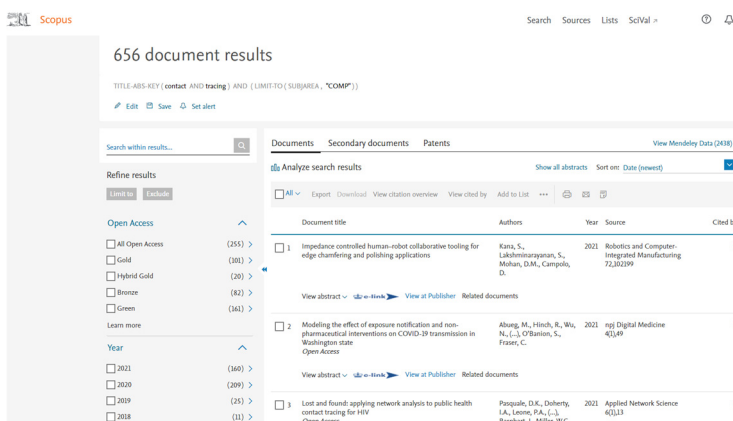 Scopus
Search Sources Lists SciVal
656 document results
TITLE-ABS-KEY ( contact AND tracing ) AND ( LIMIT-TO ( SUBJAREA , "COMP" ) )
Edit Save Set alert
Search within results...
Documents Secondary documents Patents
View Mendeley Data (2438)
Analyze search results
Show all abstracts Sort on: Date (newest)
Refine results
Limit to Exclude
All Export Download View citation overview View cited by Add to List •••
Document title Authors Year Source Cited b
Open Access
All Open Access (255)
Gold (101)
Hybrid Gold (20)
Bronze (82)
Green (161)
Learn more
Year
2021 (160)
2020 (209)
2019 (25)
2018 (11)
1 Impedance controlled human–robot collaborative tooling for
edge chamfering and polishing applications
Kana, S.,
Lakshminarayanan, S.,
Mohan, D.M., Campolo,
D.
2021 Robotics and Computer-
Integrated Manufacturing
72,102199
View abstract e-link View at Publisher Related documents
2 Modeling the effect of exposure notification and non-
pharmaceutical interventions on COVID-19 transmission in
Washington state
Open Access
Abueg, M., Hinch, R., Wu,
N., (...), O'Banion, S.,
Fraser, C.
2021 npj Digital Medicine
4(1),49
View abstract e-link View at Publisher Related documents
3 Lost and found: applying network analysis to public health
contact tracing for HIV
Open Access
Pasquale, D.K., Doherty,
I.A., Leone, P.A., (...),
2021 Applied Network Science
6(1),13